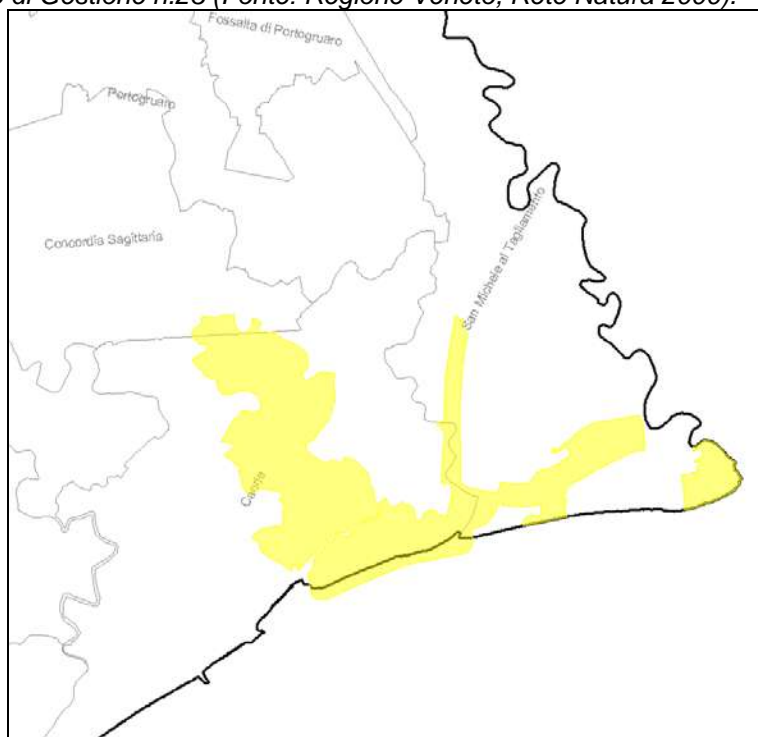 di Gestione n.28 (Fonte: Regione Veneto, Rete Natura 2000).
Fossalta di Portogruaro
Portogruaro
San Michele al Tagliamento
Concordia Sagittaria
Caorle